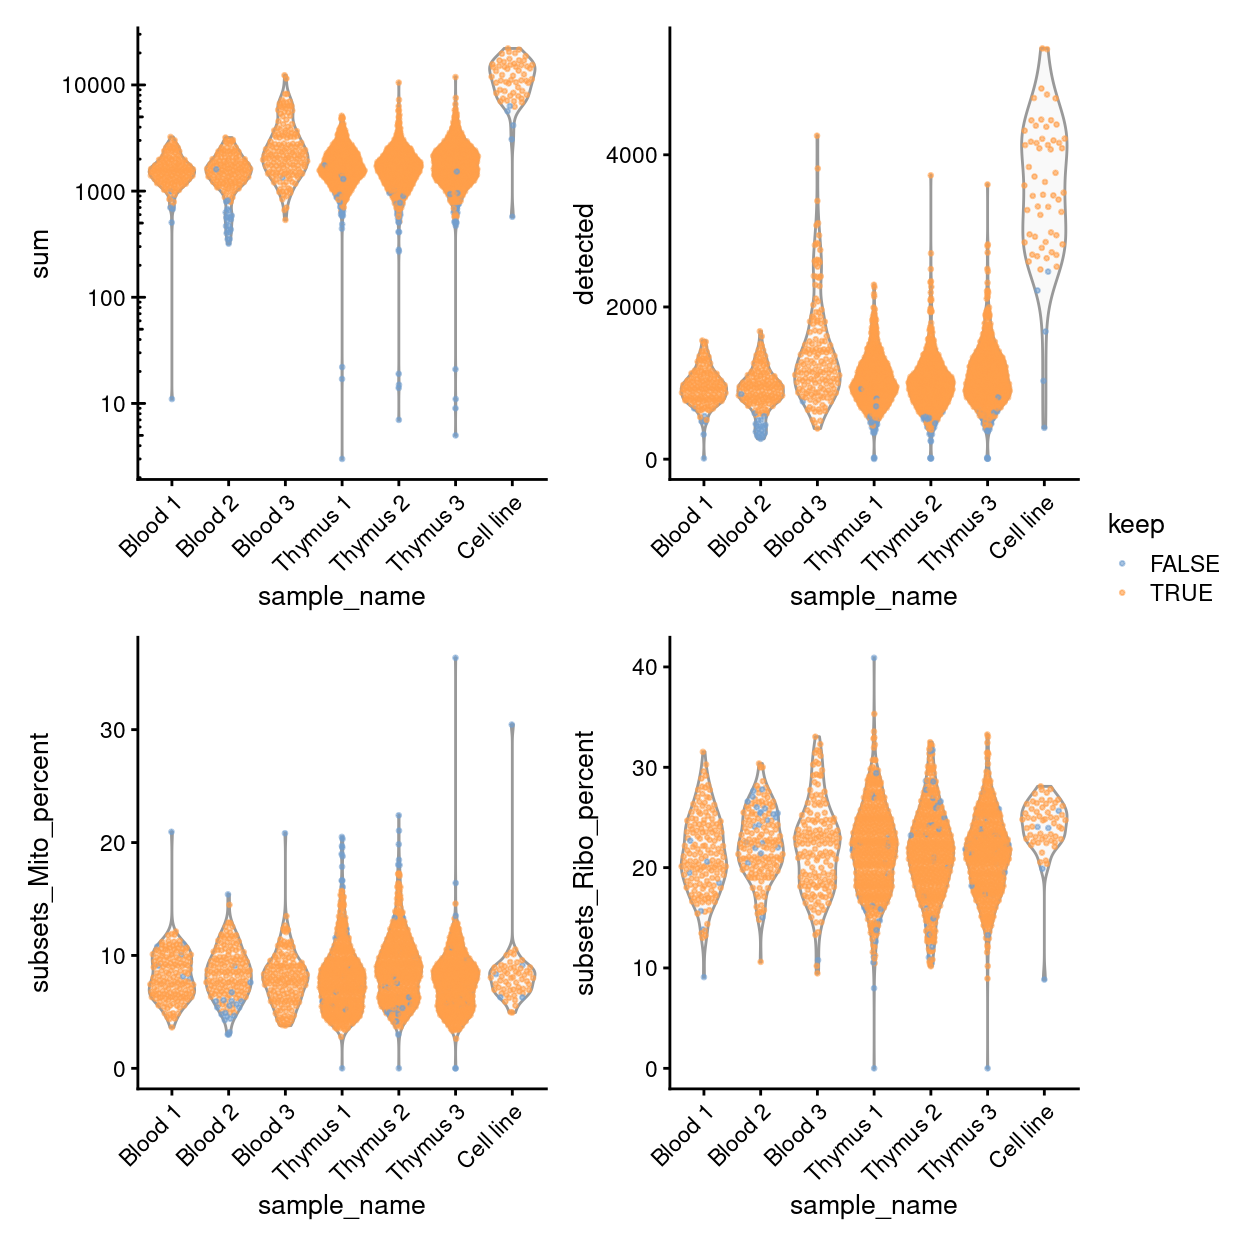 sum
10000
1000
100
10
Blood 1
Blood 2
Blood 3
Thymus 1
Thymus 2
Thymus 3
Cell line
sample_name
detected
4000
2000
0
Blood 1
Blood 2
Blood 3
Thymus 1
Thymus 2
Thymus 3
Cell line
sample_name
keep
FALSE
TRUE
subsets_Mito_percent
30
20
10
0
Blood 1
Blood 2
Blood 3
Thymus 1
Thymus 2
Thymus 3
Cell line
sample_name
subsets_Ribo_percent
40
30
20
10
0
Blood 1
Blood 2
Blood 3
Thymus 1
Thymus 2
Thymus 3
Cell line
sample_name